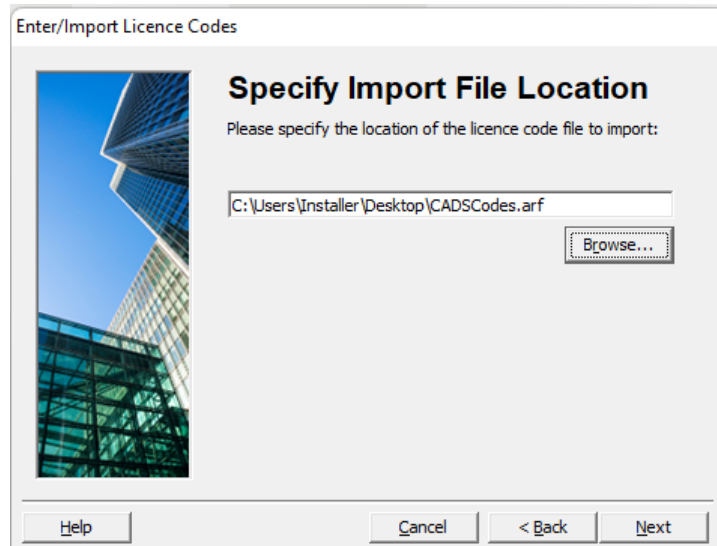 Enter/Import Licence Codes
Specify Import File Location
Please specify the location of the licence code file to import:
C:\Users\Installer\Desktop\CADSCodes.arf
Browse...
Help
Cancel
< Back
Next